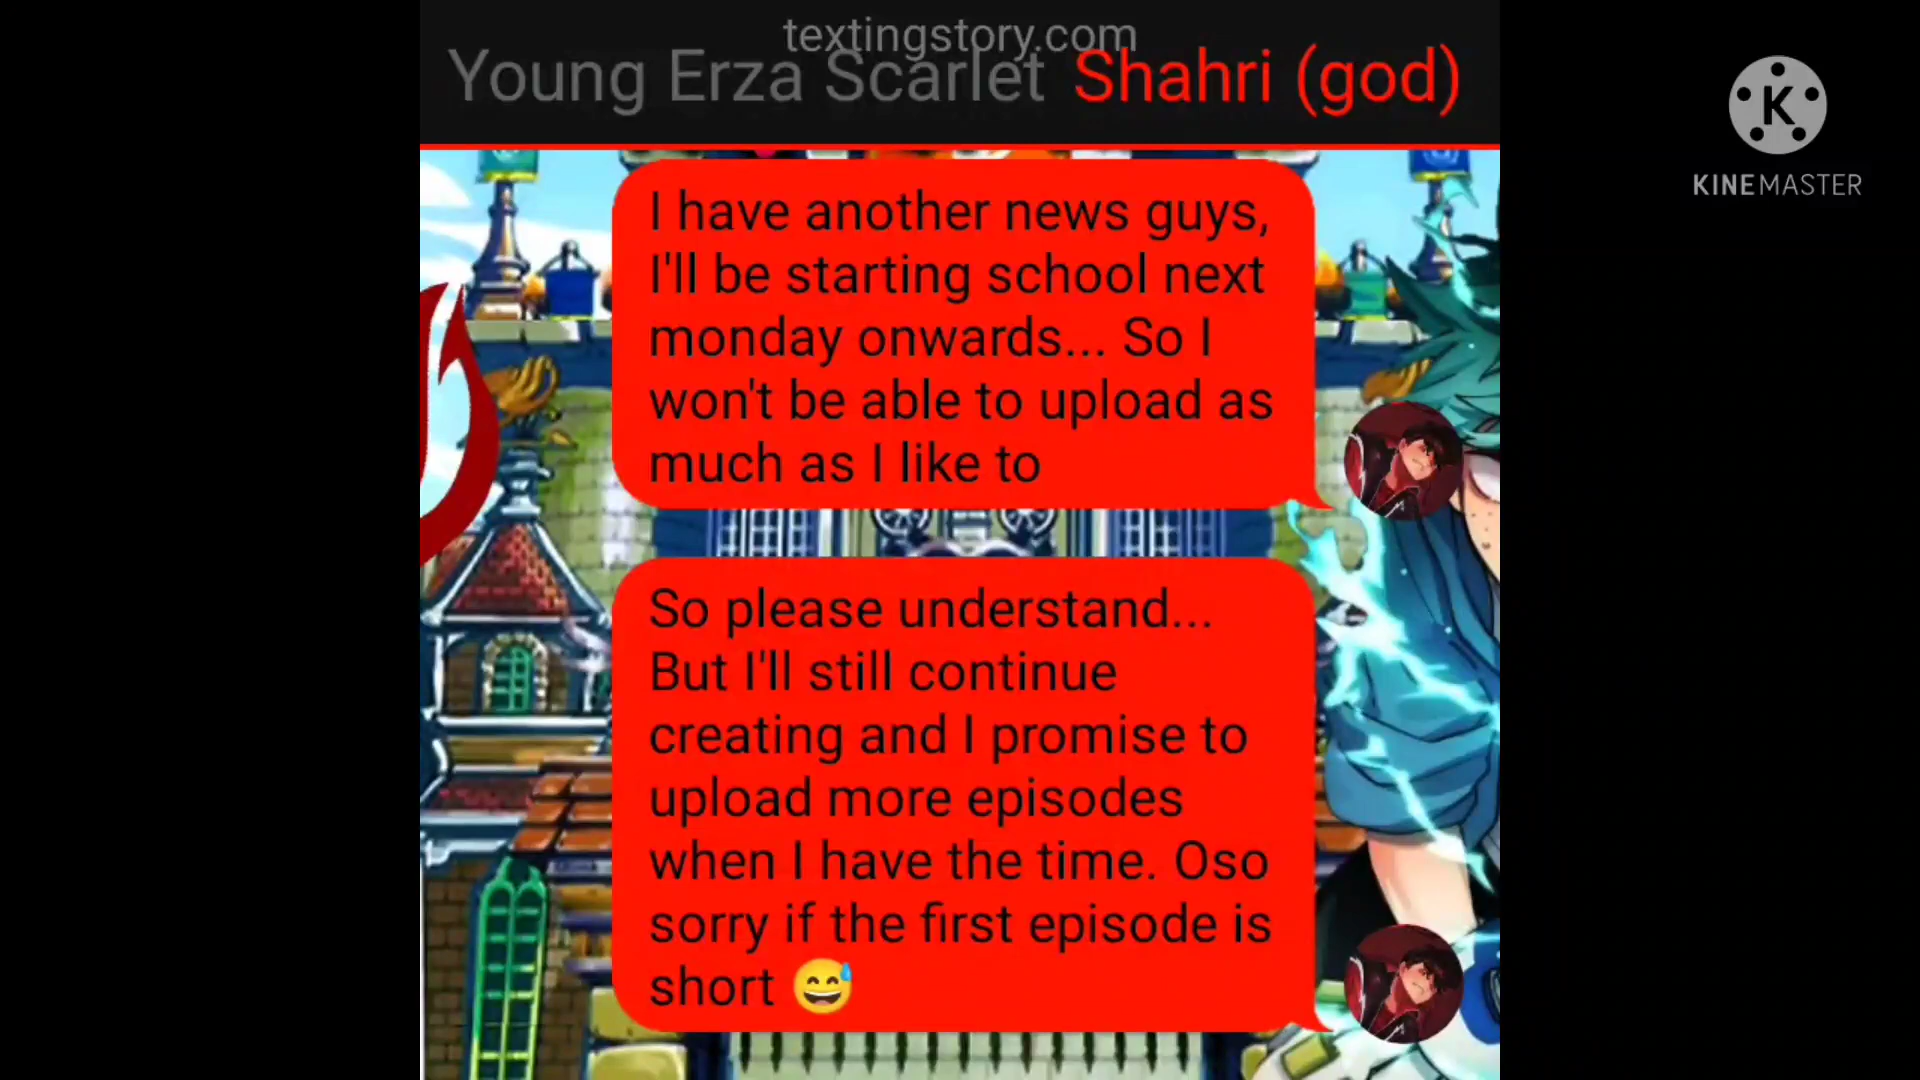 textingstory.com
Young Erza Scarlet Shahri (god)
K
KINEMASTER
I have another news guys,
I'll be starting school next
monday onwards... So I
won't be able to upload as
much as I like to
So please understand...
But I'll still continue
creating and I promise to
upload more episodes
when I have the time. Oso
sorry if the first episode is
short 😅